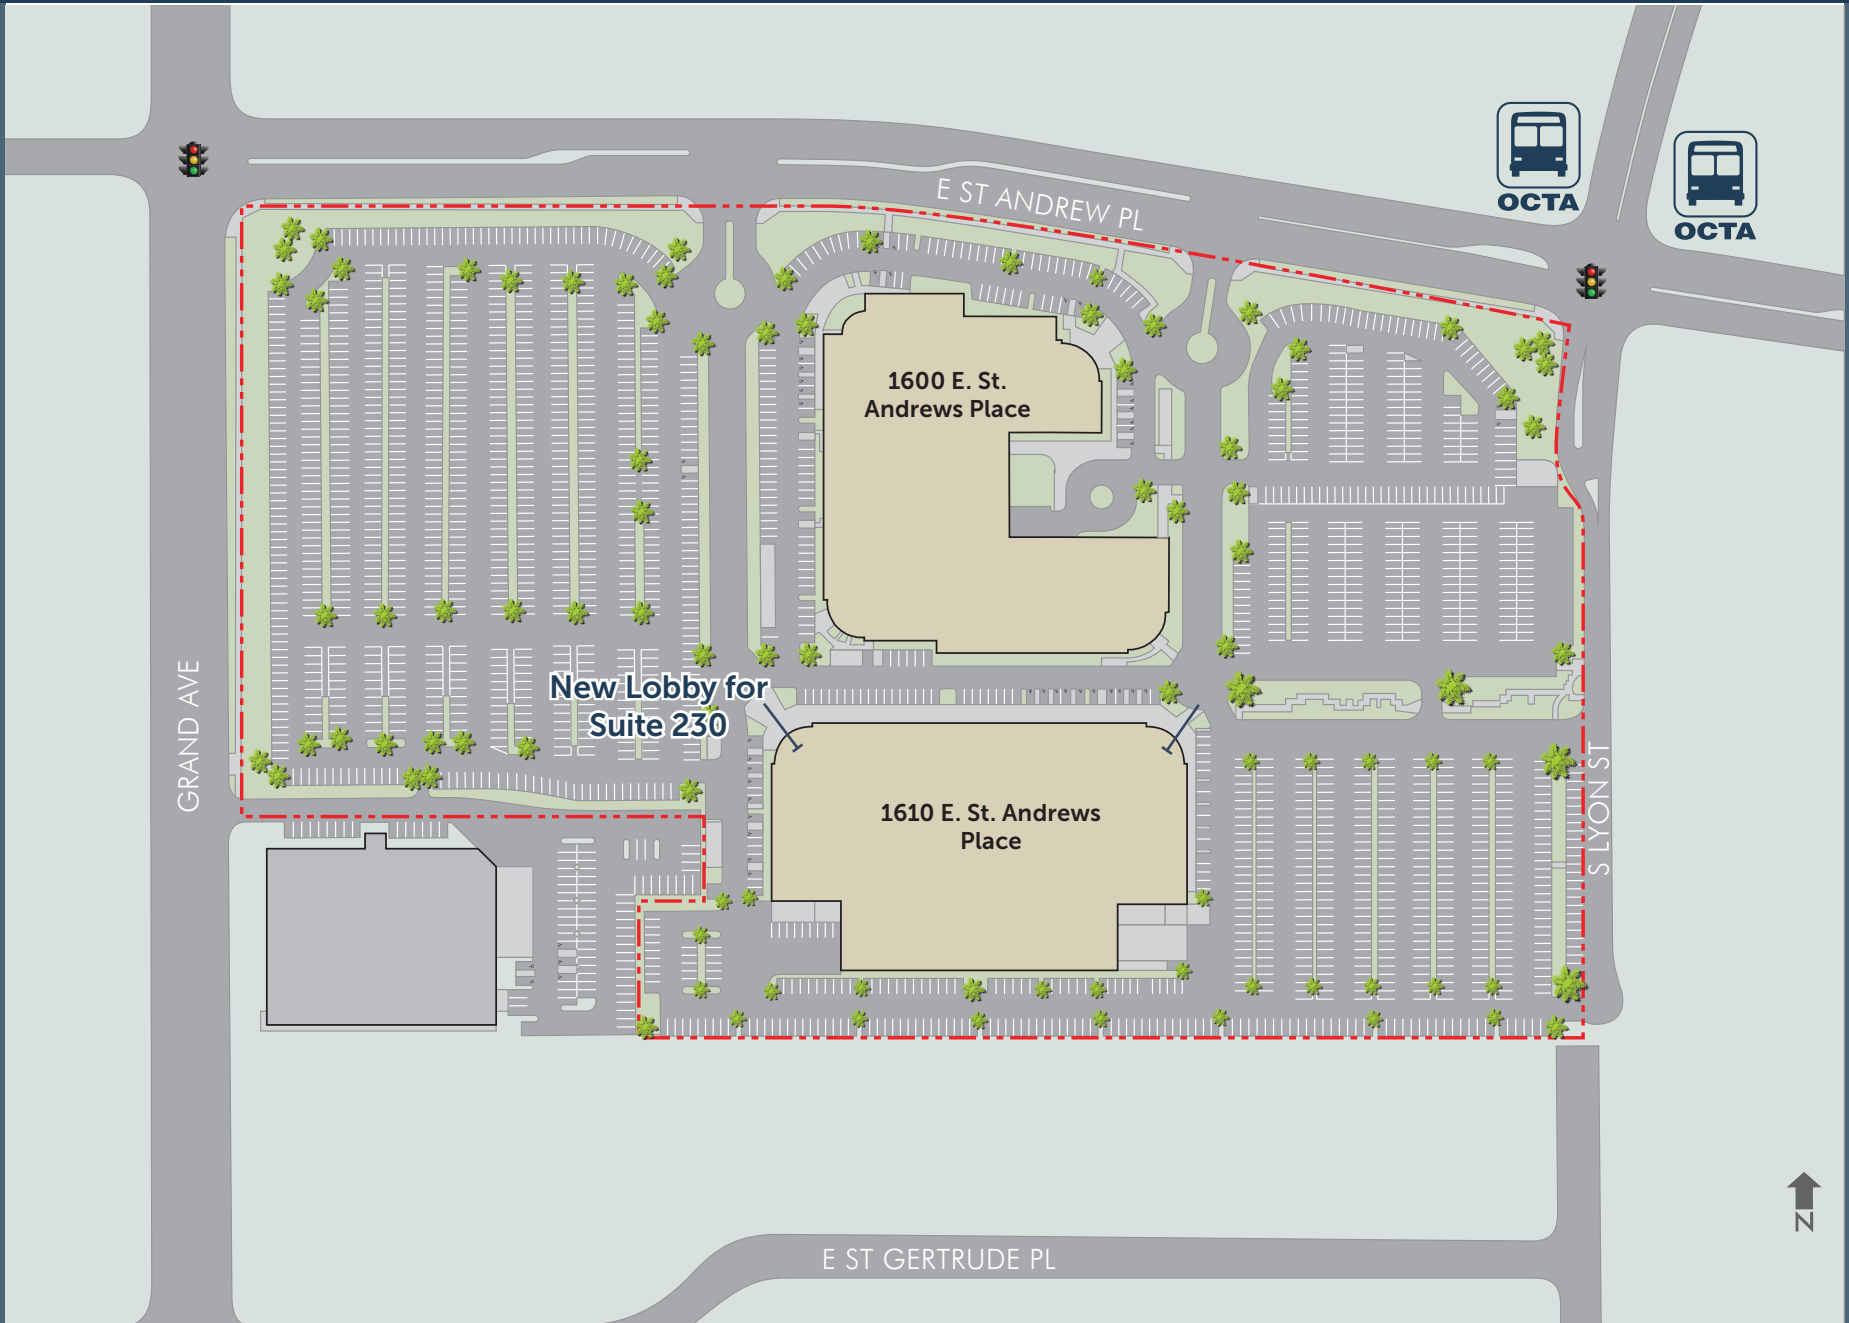 OCTA
OCTA
E ST ANDREW PL
1600 E. St.
Andrews Place
GRAND AVE
New Lobby for
Suite 230
S LYON ST
1610 E. St. Andrews
Place
N
E ST GERTRUDE PL